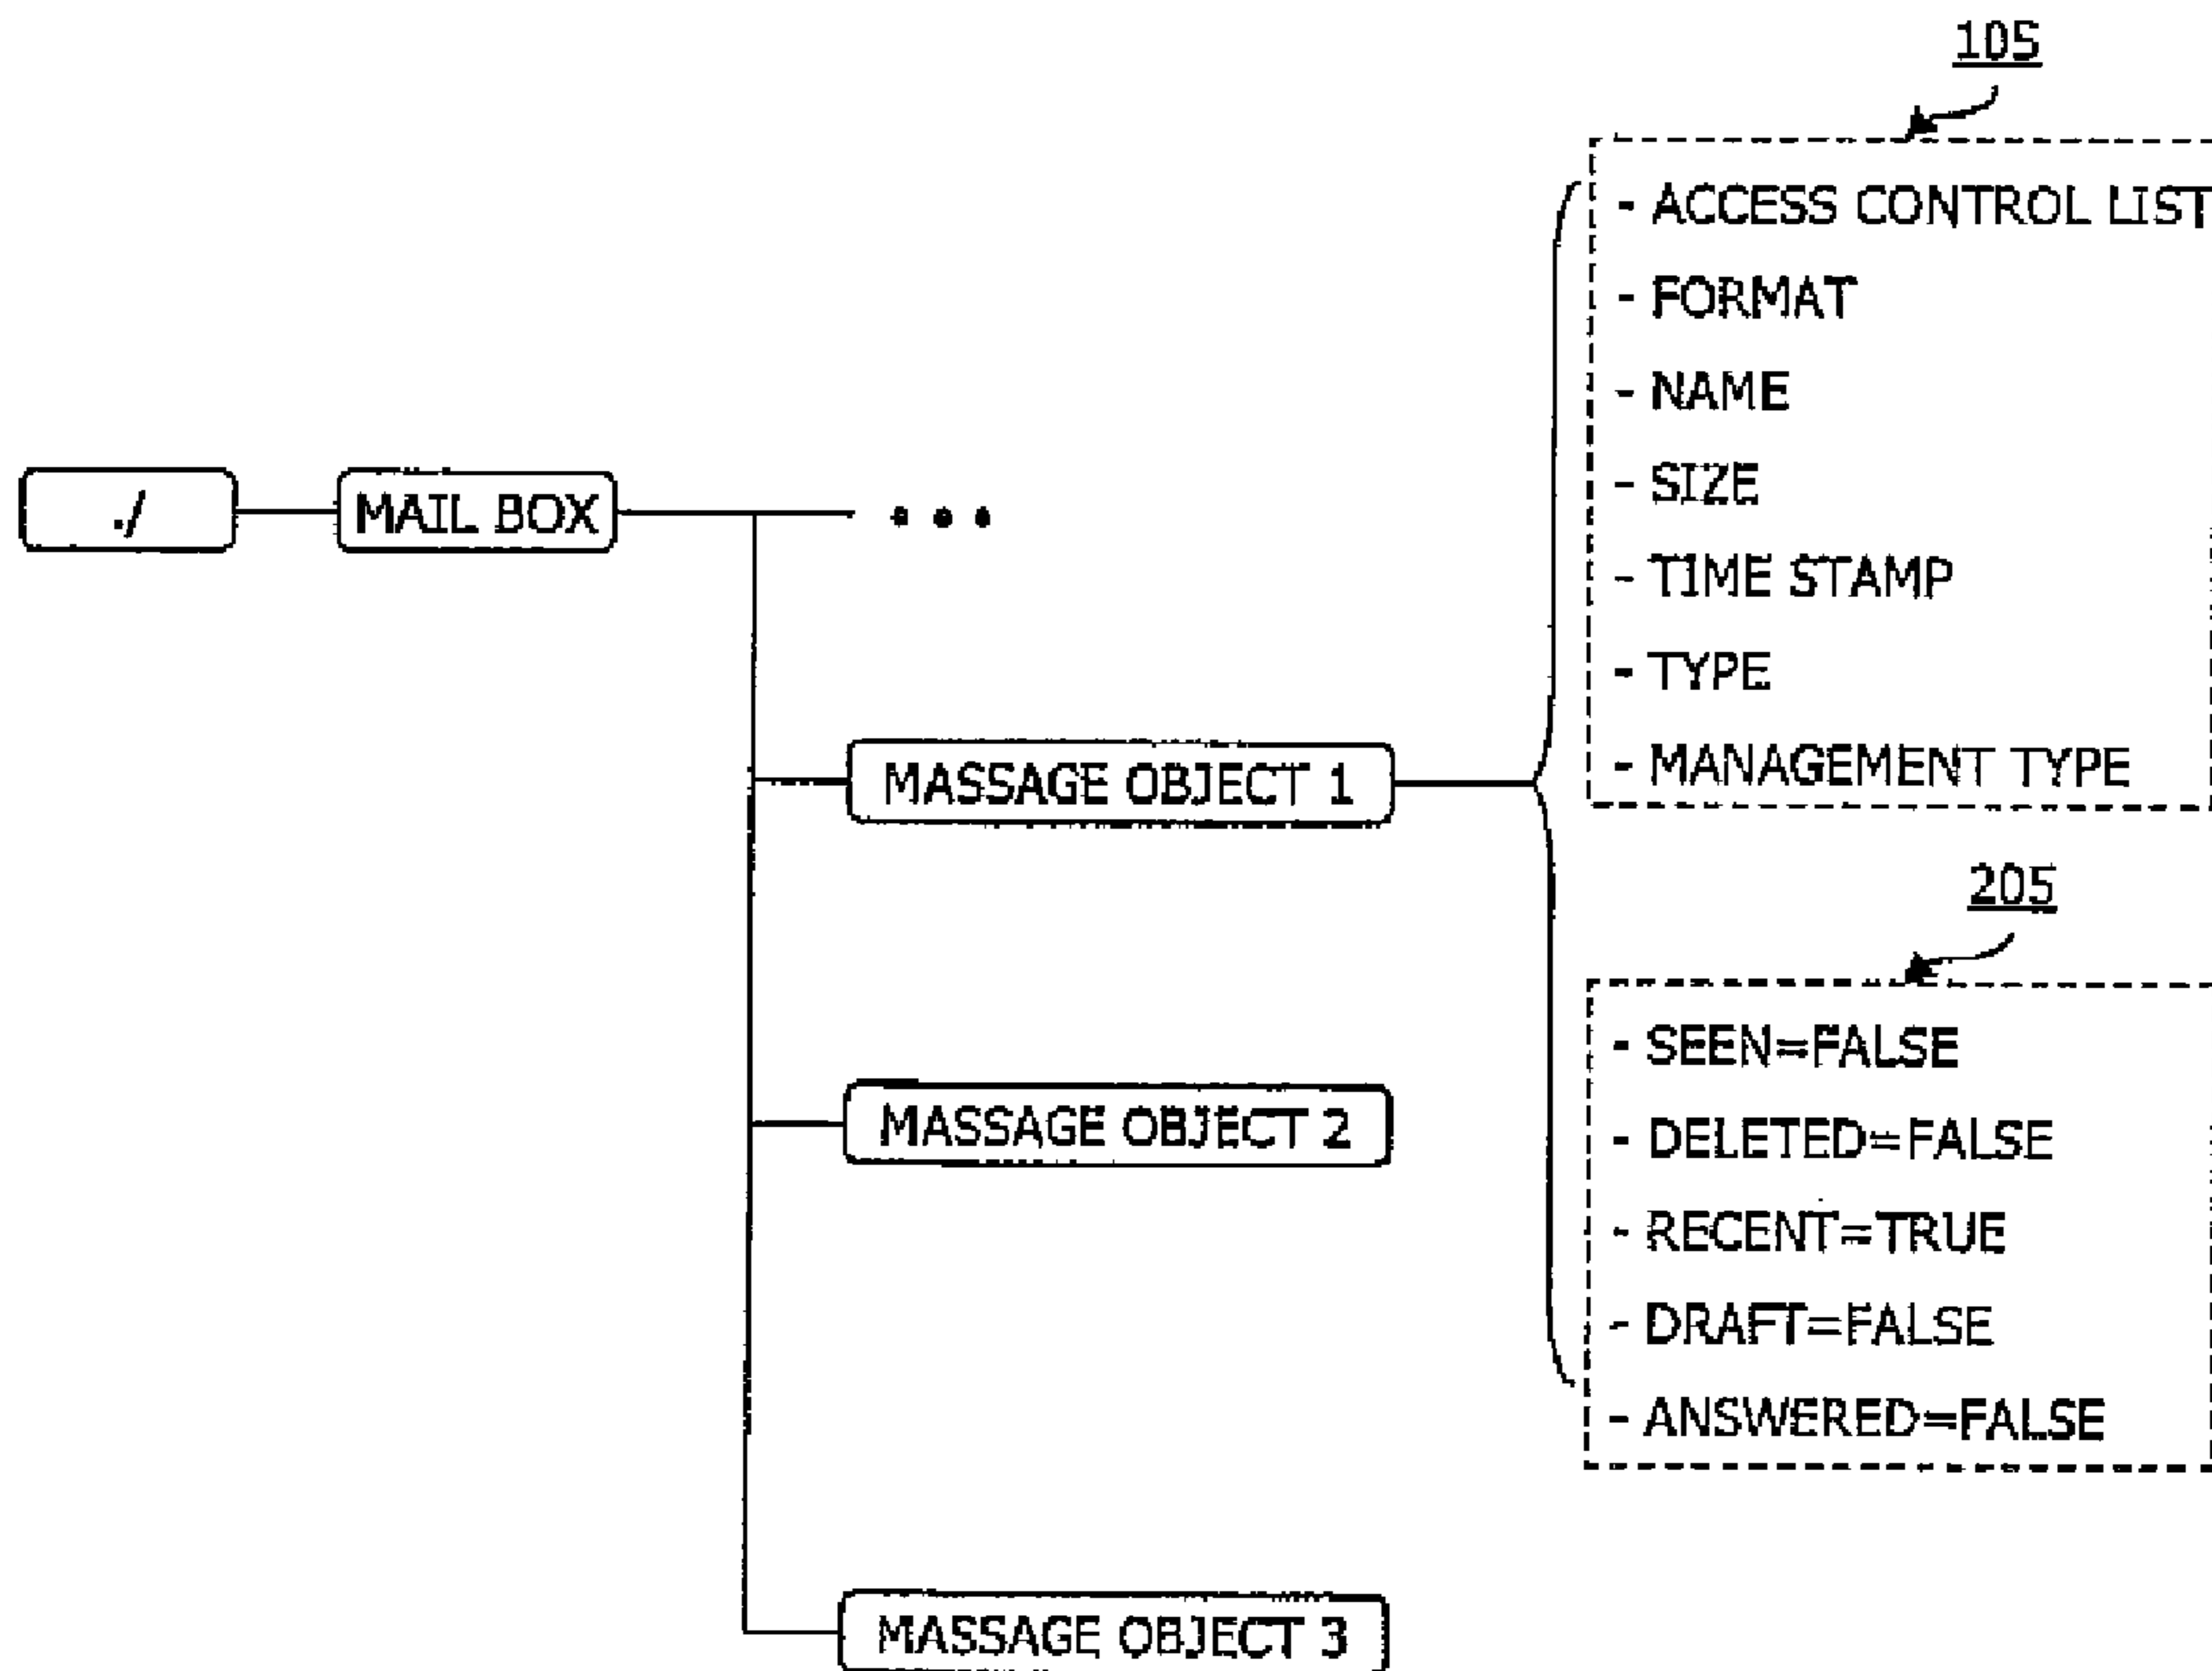 105
- ACCESS CONTROL LIST
- FORMAT
- NAME
- SIZE
- TIME STAMP
- TYPE
- MANAGEMENT TYPE
./
MAIL BOX
• • •
MASSAGE OBJECT 1
205
- SEEN=FALSE
- DELETED=FALSE
- RECENT=TRUE
- DRAFT=FALSE
- ANSWERED=FALSE
MASSAGE OBJECT 2
MASSAGE OBJECT 3